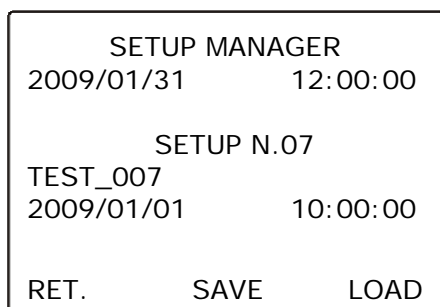 SETUP MANAGER
2009/01/31 12:00:00
SETUP N.07
TEST_007
2009/01/01 10:00:00
RET. SAVE LOAD